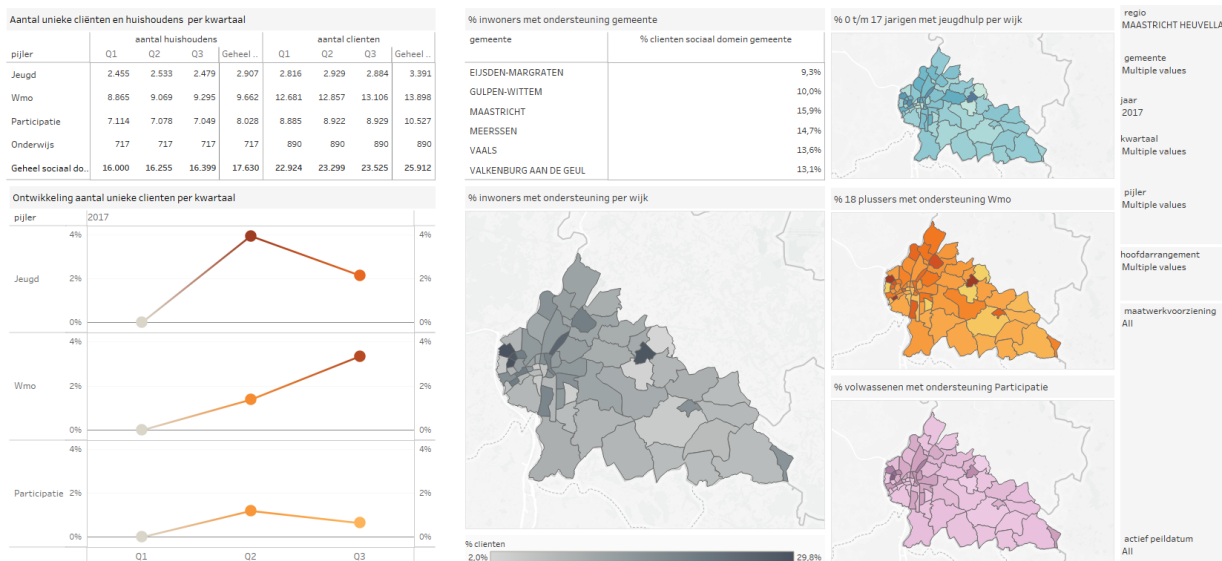 Aantal unieke cliënten en huishoudens per kwartaal
aantal huishoudens aantal clienten
pijler Q1 Q2 Q3 Geheel .. Q1 Q2 Q3 Geheel ..
Jeugd 2.455 2.533 2.479 2.907 2.816 2.929 2.884 3.391
Wmo 8.865 9.069 9.295 9.662 12.681 12.857 13.106 13.898
Participatie 7.114 7.078 7.049 8.028 8.885 8.922 8.929 10.527
Onderwijs 717 717 717 717 890 890 890 890
Geheel sociaal do.. 16.000 16.255 16.399 17.630 22.924 23.299 23.525 25.912
Ontwikkeling aantal unieke clienten per kwartaal
pijler 2017
4% 4%
Jeugd 2% 2%
0% 0%
4% 4%
Wmo 2% 2%
0% 0%
4% 4%
Participatie 2% 2%
0% 0%
Q1 Q2 Q3
% inwoners met ondersteuning gemeente
gemeente % clienten sociaal domein gemeente
EIJSDEN-MARGRATEN 9,3%
GULPEN-WITTEM 10,0%
MAASTRICHT 15,9%
MEERSSEN 14,7%
VAALS 13,6%
VALKENBURG AAN DE GEUL 13,1%
% inwoners met ondersteuning per wijk
% clienten
2,0% 29,8%
% 0 t/m 17 jarigen met jeugdhulp per wijk
% 18 plussers met ondersteuning Wmo
% volwassenen met ondersteuning Participatie
regio
MAASTRICHT HEUVELLA
gemeente
Multiple values
jaar
2017
kwartaal
Multiple values
pijler
Multiple values
hoofdarrangement
Multiple values
maatwerkvoorziening
All
actief peildatum
All